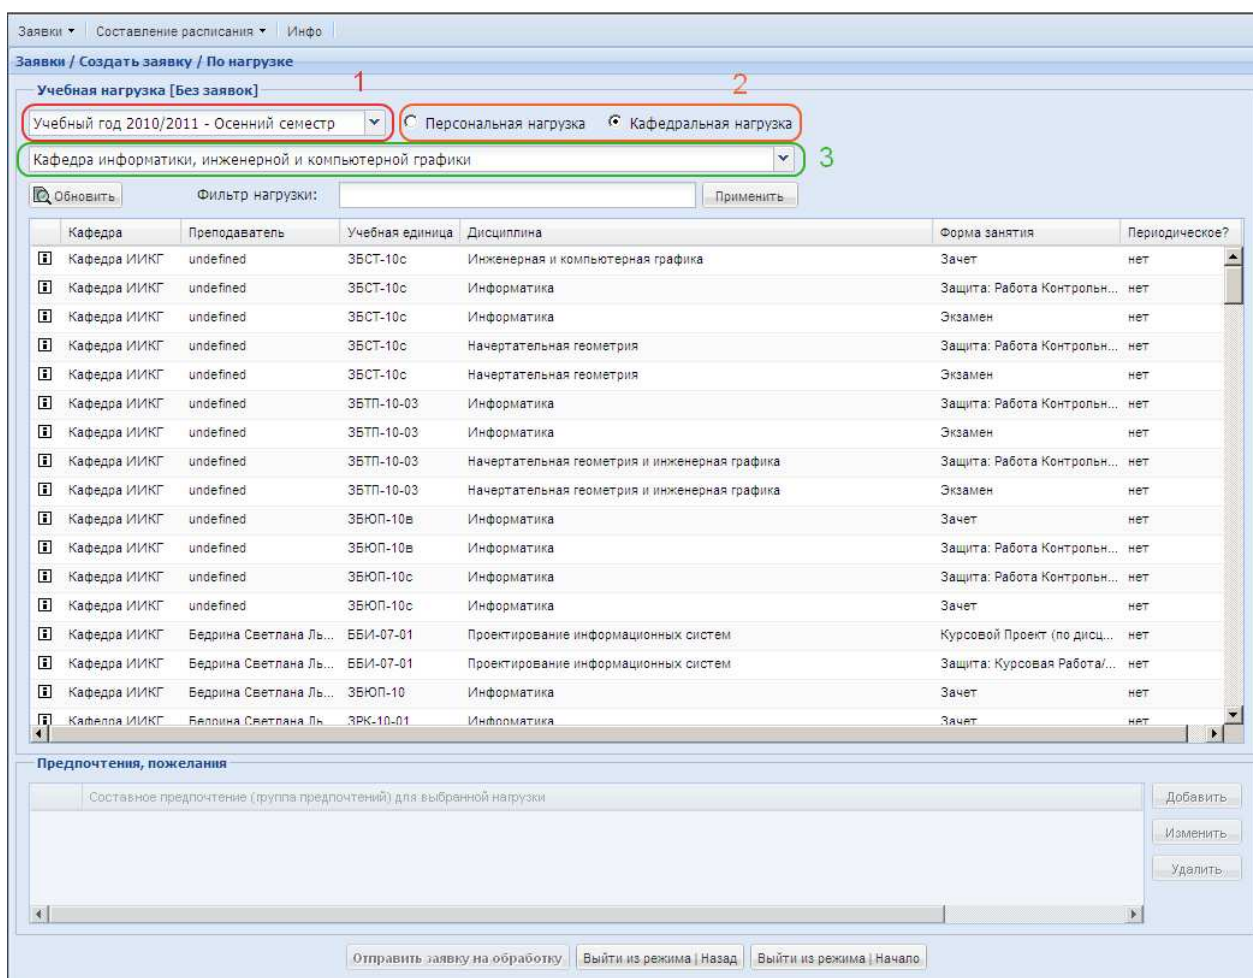 Заявки Составление расписания Инфо
Заявки / Создать заявку / По нагрузке
Учебная нагрузка [Без заявок] 1 2
Учебный год 2010/2011 - Осенний семестр Персональная нагрузка Кафедральная нагрузка
Кафедра информатики, инженерной и компьютерной графики 3
Обновить Фильтр нагрузки: Применить
Кафедра Преподаватель Учебная единица Дисциплина Форма занятия Периодическое?
Кафедра ИИКГ undefined ЗБСТ-10с Инженерная и компьютерная графика Зачет нет
Кафедра ИИКГ undefined ЗБСТ-10с Информатика Защита: Работа Контрольн... нет
Кафедра ИИКГ undefined ЗБСТ-10с Информатика Экзамен нет
Кафедра ИИКГ undefined ЗБСТ-10с Начертательная геометрия Защита: Работа Контрольн... нет
Кафедра ИИКГ undefined ЗБСТ-10с Начертательная геометрия Экзамен нет
Кафедра ИИКГ undefined ЗБТП-10-03 Информатика Защита: Работа Контрольн... нет
Кафедра ИИКГ undefined ЗБТП-10-03 Информатика Экзамен нет
Кафедра ИИКГ undefined ЗБТП-10-03 Начертательная геометрия и инженерная графика Защита: Работа Контрольн... нет
Кафедра ИИКГ undefined ЗБТП-10-03 Начертательная геометрия и инженерная графика Экзамен нет
Кафедра ИИКГ undefined ЗБЮП-10в Информатика Зачет нет
Кафедра ИИКГ undefined ЗБЮП-10в Информатика Защита: Работа Контрольн... нет
Кафедра ИИКГ undefined ЗБЮП-10с Информатика Защита: Работа Контрольн... нет
Кафедра ИИКГ undefined ЗБЮП-10с Информатика Зачет нет
Кафедра ИИКГ Бедрина Светлана Ль... ББИ-07-01 Проектирование информационных систем Курсовой Проект (по дисц... нет
Кафедра ИИКГ Бедрина Светлана Ль... ББИ-07-01 Проектирование информационных систем Защита: Курсовая Работа/... нет
Кафедра ИИКГ Бедрина Светлана Ль... ЗБЮП-10 Информатика Зачет нет
Кафедра ИИКГ Бедрина Светлана Ль... ЗРК-10-01 Информатика Зачет нет
Предпочтения, пожелания
Составное предпочтение (группа предпочтений) для выбранной нагрузки Добавить
Изменить
Удалить
Отправить заявку на обработку Выйти из режима | Назад Выйти из режима | Начало